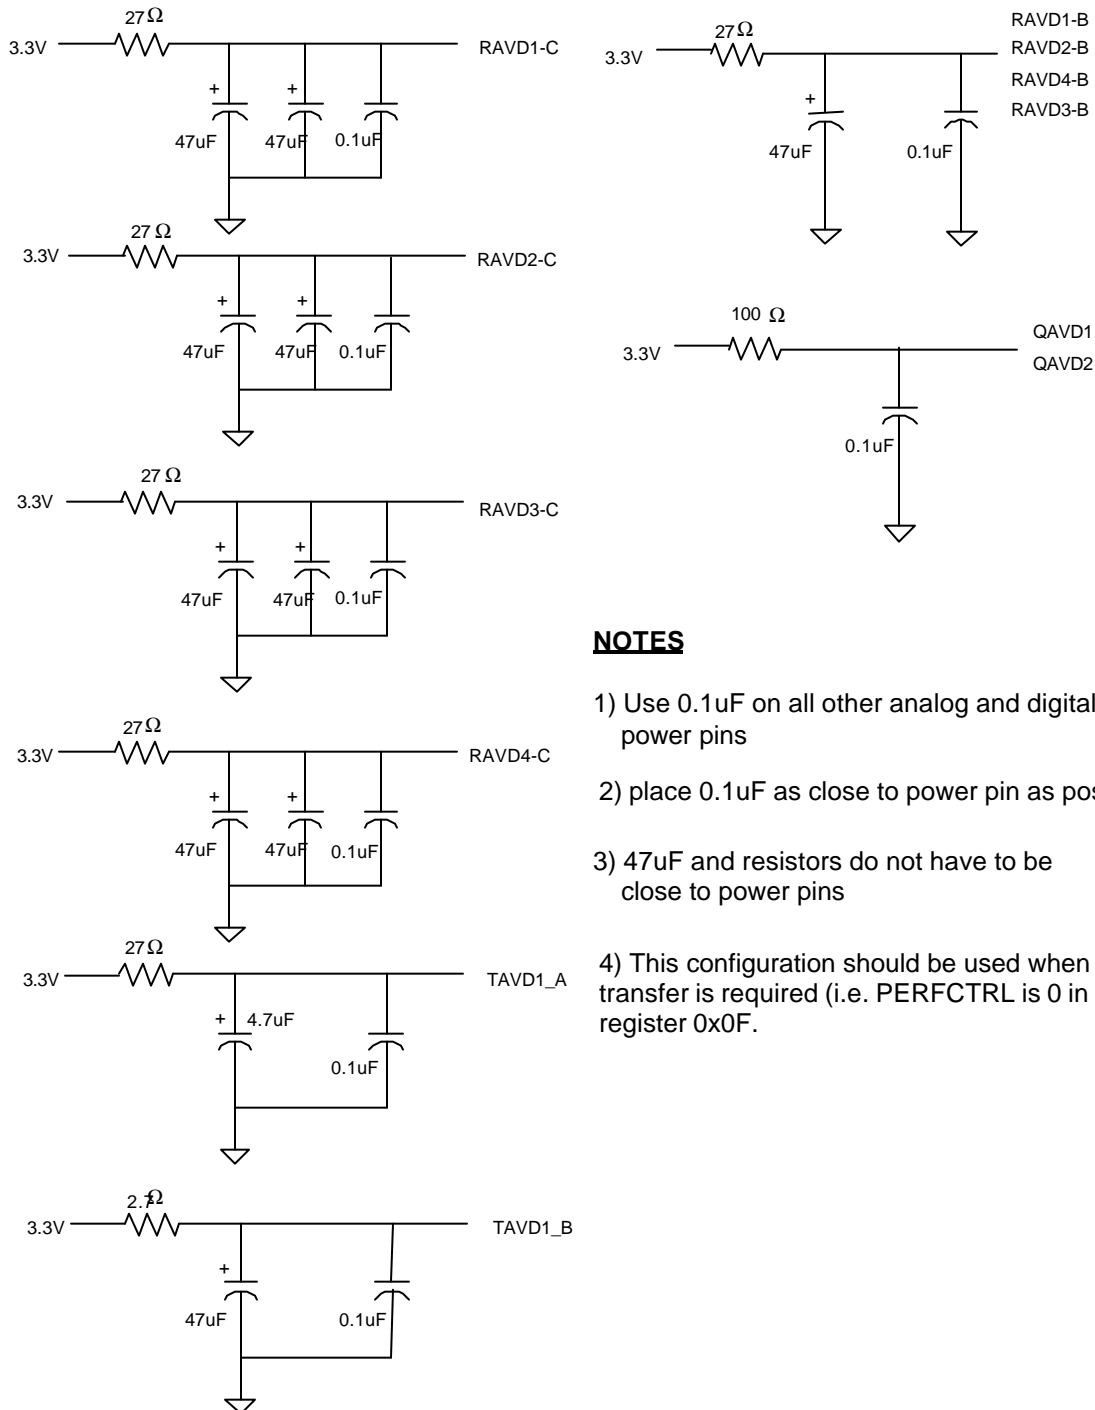 27Ω
3.3V
RAVD1-C
+
+
47uF
47uF
0.1uF
27 Ω
3.3V
RAVD2-C
+
+
47uF
47uF
0.1uF
27 Ω
3.3V
RAVD3-C
+
+
47uF
47uF
0.1uF
27Ω
3.3V
RAVD4-C
+
+
47uF
47uF
0.1uF
27Ω
3.3V
TAVD1_A
+
4.7uF
0.1uF
2.7Ω
3.3V
TAVD1_B
+
47uF
0.1uF
27Ω
3.3V
RAVD1-B
RAVD2-B
RAVD4-B
RAVD3-B
+
47uF
0.1uF
100 Ω
3.3V
QAVD1
QAVD2
0.1uF
NOTES
1) Use 0.1uF on all other analog and digital
power pins
2) place 0.1uF as close to power pin as
3) 47uF and resistors do not have to be
close to power pins
4) This configuration should be used when
transfer is required (i.e. PERFCTRL is 0 in
register 0x0F.